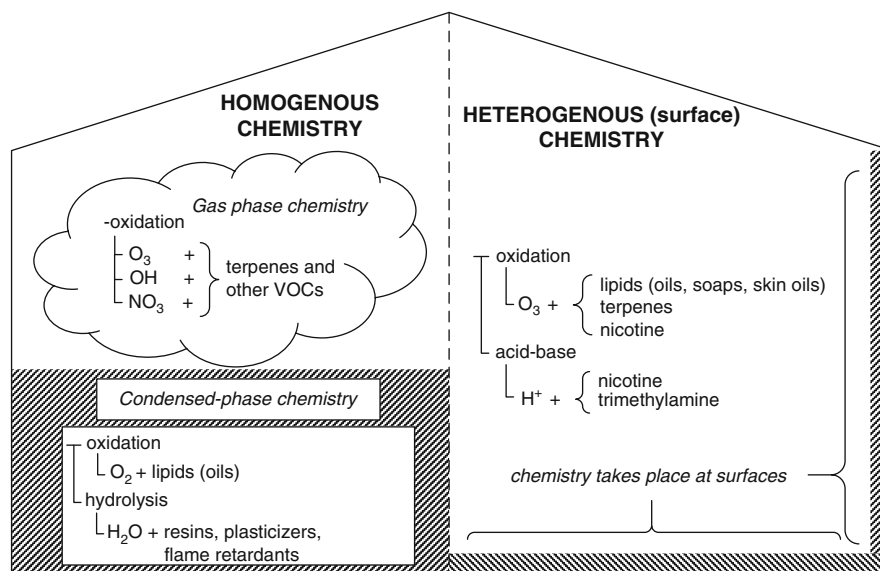 HOMOGENOUS
CHEMISTRY
Gas phase chemistry
-oxidation
O₃ +
OH +
NO₃ +
terpenes and
other VOCs
Condensed-phase chemistry
oxidation
O₂ + lipids (oils)
hydrolysis
H₂O + resins, plasticizers,
flame retardants
HETEROGENOUS (surface)
CHEMISTRY
oxidation
O₃ +
lipids (oils, soaps, skin oils)
terpenes
nicotine
acid-base
H⁺ +
nicotine
trimethylamine
chemistry takes place at surfaces